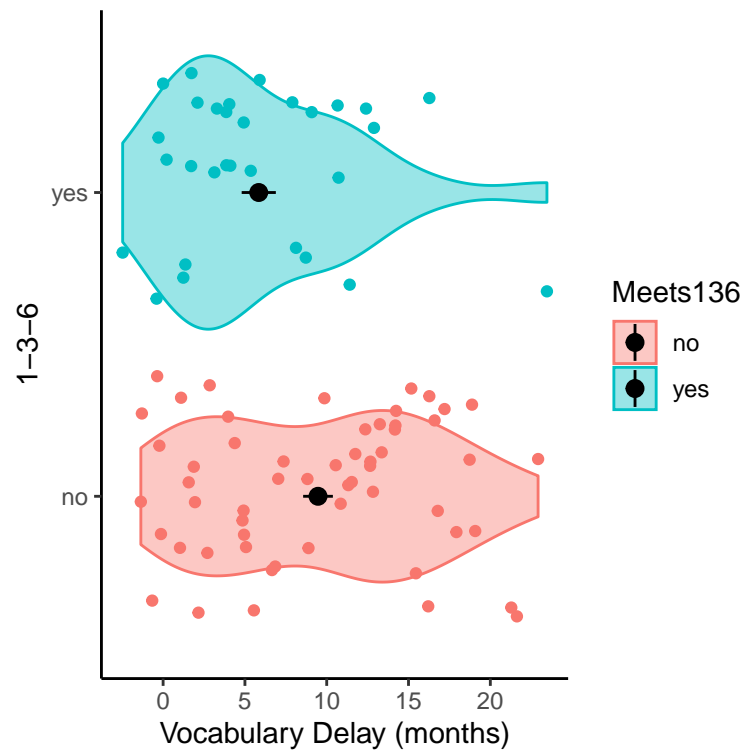 yes
no
1−3−6
0 5 10 15 20
Vocabulary Delay (months)
Meets136
no
yes